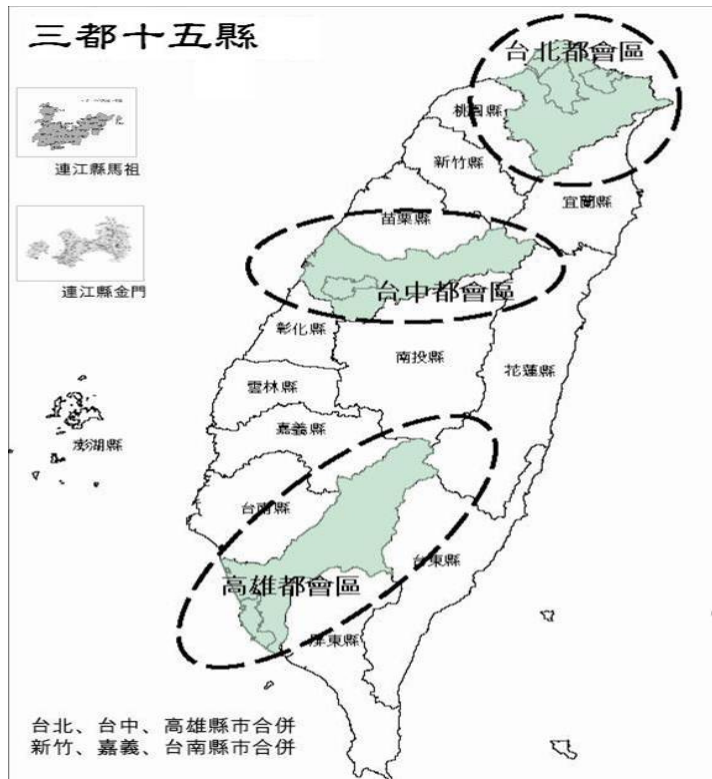 三都十五縣
台北都會區
桃園縣
新竹縣
連江縣馬祖
宜蘭縣
苗栗縣
連江縣金門
台中都會區
彰化縣
南投縣
花蓮縣
雲林縣
嘉義縣
澎湖縣
台南縣
台東縣
高雄都會區
屏東縣
台北、台中、高雄縣市合併
新竹、嘉義、台南縣市合併